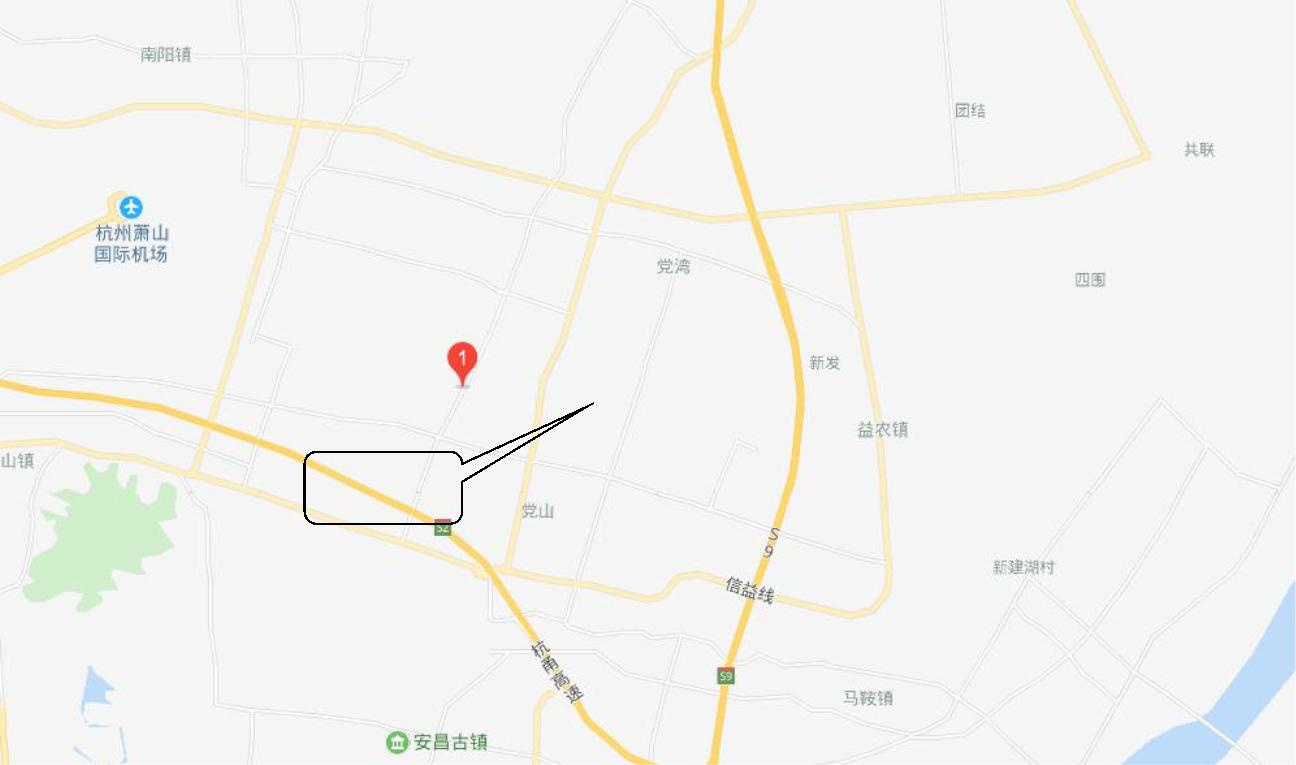 南阳镇
团结
共联
杭州萧山
国际机场
党湾
四围
1
新发
益农镇
山镇
党山
S2
S9
新建湖村
信益线
杭甬高速
S9
马鞍镇
安昌古镇